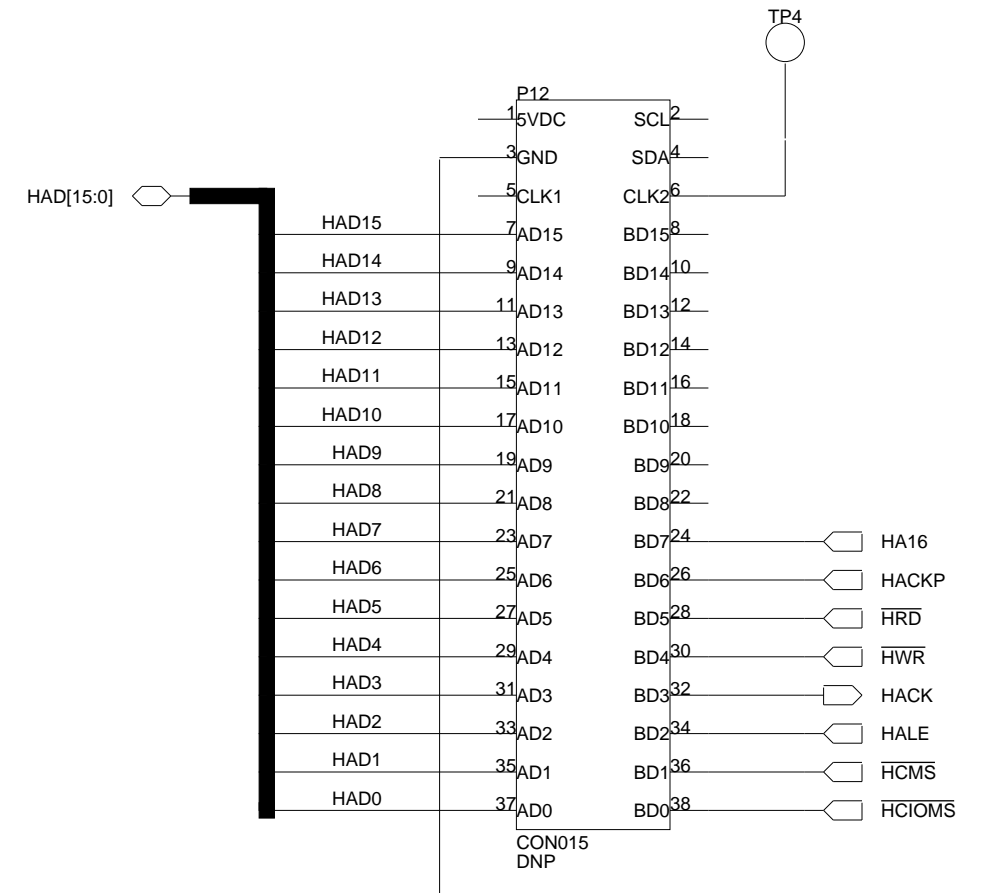 TP4
P12
1 5VDC SCL 2
3 GND SDA 4
HAD[15:0] 5 CLK1 CLK2 6
HAD15 7 AD15 BD15 8
HAD14 9 AD14 BD14 10
HAD13 11 AD13 BD13 12
HAD12 13 AD12 BD12 14
HAD11 15 AD11 BD11 16
HAD10 17 AD10 BD10 18
HAD9 19 AD9 BD9 20
HAD8 21 AD8 BD8 22
HAD7 23 AD7 BD7 24 HA16
HAD6 25 AD6 BD6 26 HACKP
HAD5 27 AD5 BD5 28 HRD
HAD4 29 AD4 BD4 30 HWR
HAD3 31 AD3 BD3 32 HACK
HAD2 33 AD2 BD2 34 HALE
HAD1 35 AD1 BD1 36 HCMS
HAD0 37 AD0 BD0 38 HCIOMS
CON015
DNP